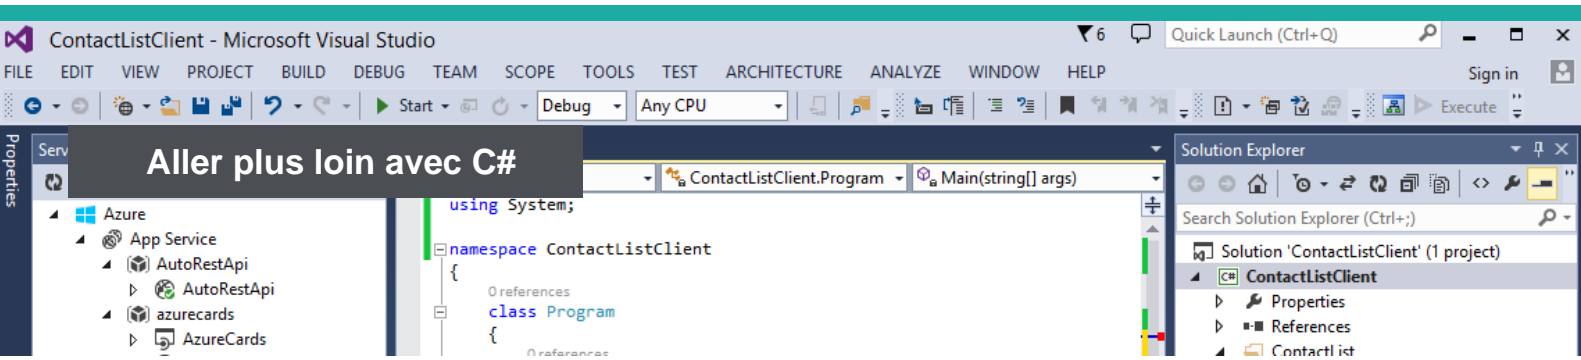 ContactListClient - Microsoft Visual Studio
6
Quick Launch (Ctrl+Q)
FILE EDIT VIEW PROJECT BUILD DEBUG TEAM SCOPE TOOLS TEST ARCHITECTURE ANALYZE WINDOW HELP
Sign in
Start
Debug
Any CPU
Execute
Properties
Serv
Aller plus loin avec C#
ContactListClient.Program
Main(string[] args)
Azure
App Service
AutoRestApi
AutoRestApi
azurecards
AzureCards
using System;
namespace ContactListClient
{
0 references
class Program
{
0 references
Solution Explorer
Search Solution Explorer (Ctrl+;)
Solution 'ContactListClient' (1 project)
C# ContactListClient
Properties
References
ContactList